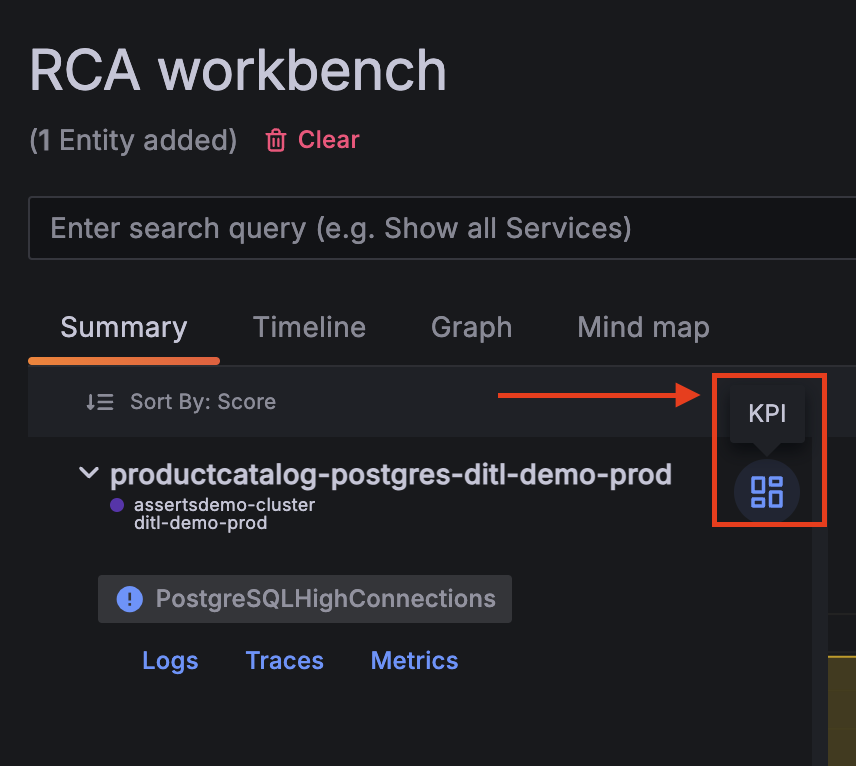 RCA workbench
(1 Entity added) Clear
Enter search query (e.g. Show all Services)
Summary Timeline Graph Mind map
Sort By: Score
KPI
productcatalog-postgres-ditl-demo-prod
assertsdemo-cluster
ditl-demo-prod
PostgreSQLHighConnections
Logs Traces Metrics